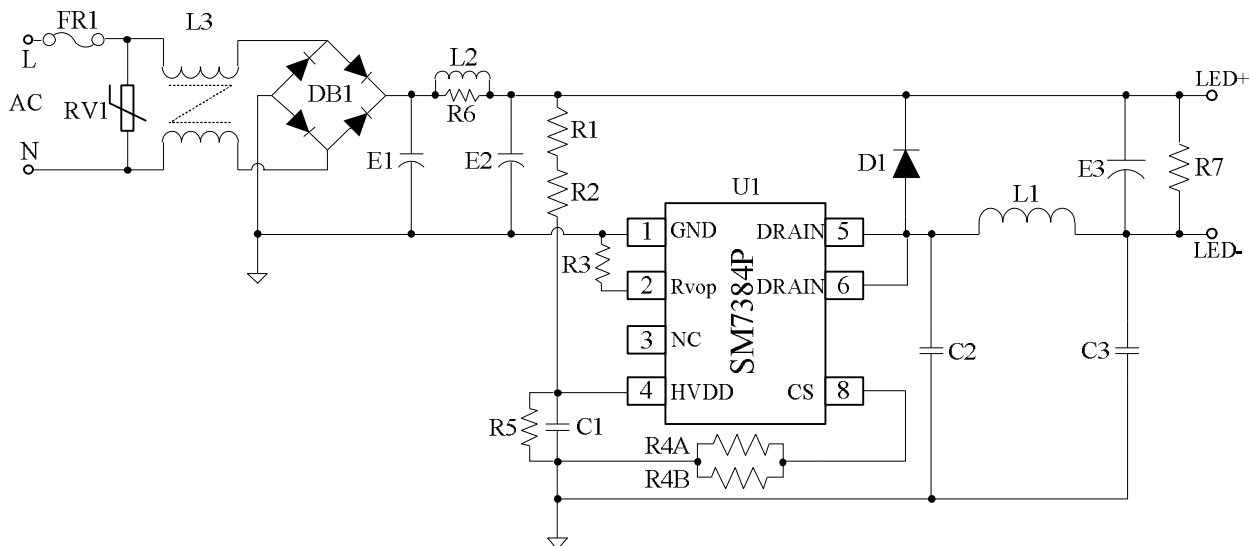 FR1
L3
L
AC
RV1
N
DB1
L2
R6
E1
E2
R1
R2
R3
U1
SM7384P
1
GND
2
Rvop
3
NC
4
HVDD
DRAIN
5
DRAIN
6
CS
8
D1
L1
E3
R7
LED+
LED-
C2
C3
R5
C1
R4A
R4B